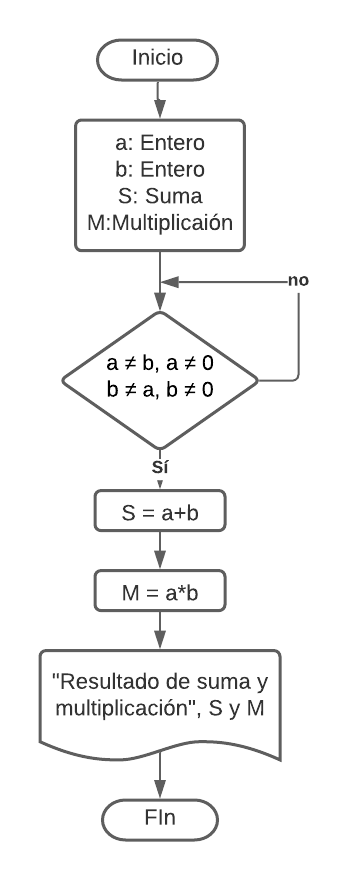 Inicio
a: Entero
b: Entero
S: Suma
M:Multiplicaión
no
a ≠ b, a ≠ 0
b ≠ a, b ≠ 0
Sí
S = a+b
M = a*b
"Resultado de suma y
multiplicación", S y M
FIn